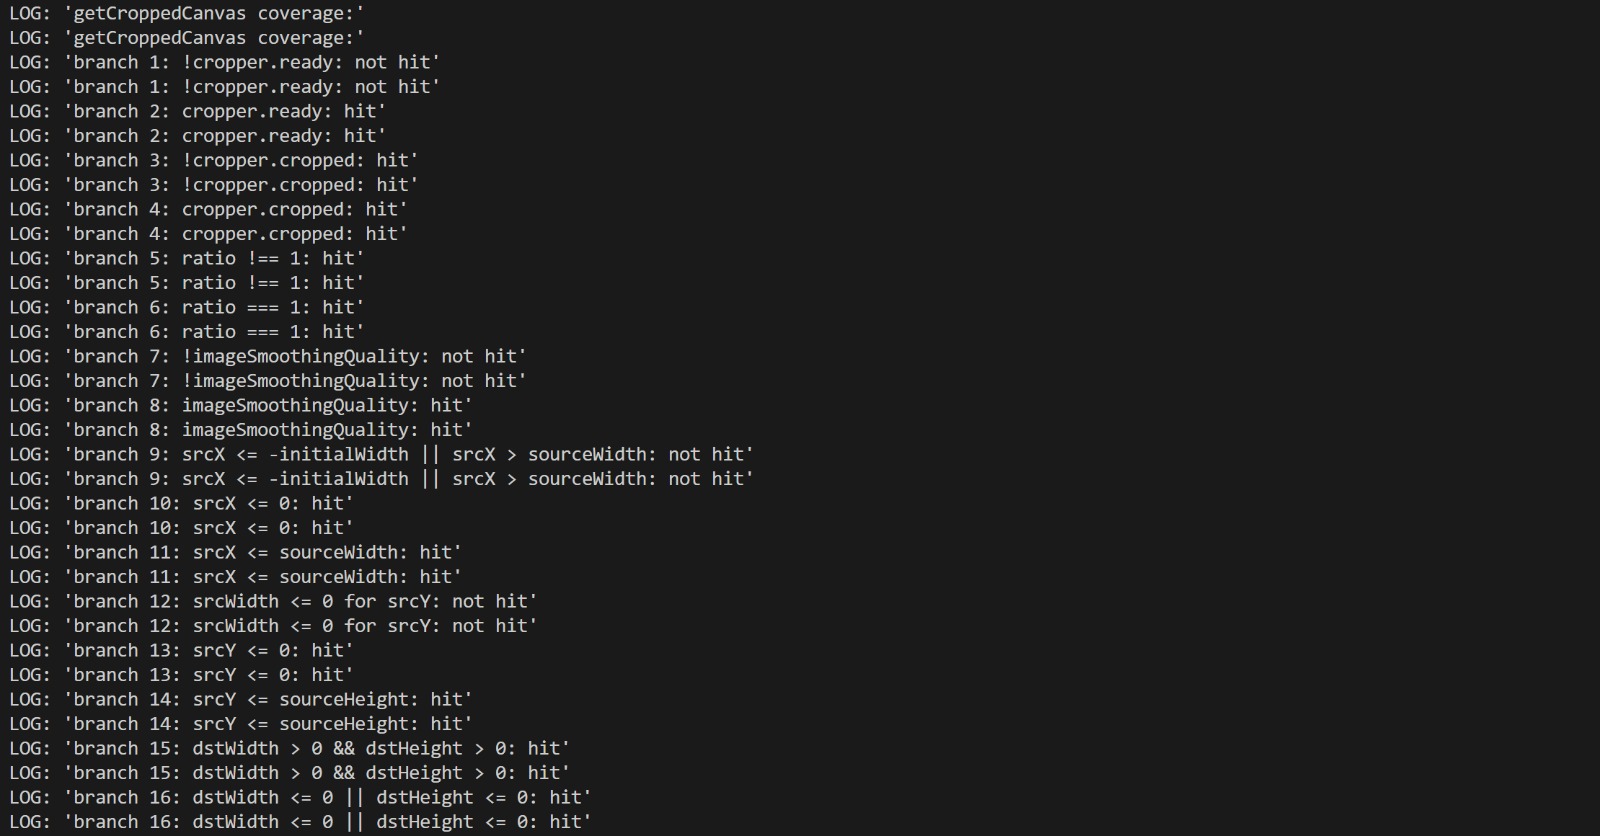 LOG: 'getCroppedCanvas coverage:'
LOG: 'getCroppedCanvas coverage:'
LOG: 'branch 1: !cropper.ready: not hit'
LOG: 'branch 1: !cropper.ready: not hit'
LOG: 'branch 2: cropper.ready: hit'
LOG: 'branch 2: cropper.ready: hit'
LOG: 'branch 3: !cropper.cropped: hit'
LOG: 'branch 3: !cropper.cropped: hit'
LOG: 'branch 4: cropper.cropped: hit'
LOG: 'branch 4: cropper.cropped: hit'
LOG: 'branch 5: ratio !== 1: hit'
LOG: 'branch 5: ratio !== 1: hit'
LOG: 'branch 6: ratio === 1: hit'
LOG: 'branch 6: ratio === 1: hit'
LOG: 'branch 7: !imageSmoothingQuality: not hit'
LOG: 'branch 7: !imageSmoothingQuality: not hit'
LOG: 'branch 8: imageSmoothingQuality: hit'
LOG: 'branch 8: imageSmoothingQuality: hit'
LOG: 'branch 9: srcX <= -initialWidth || srcX > sourceWidth: not hit'
LOG: 'branch 9: srcX <= -initialWidth || srcX > sourceWidth: not hit'
LOG: 'branch 10: srcX <= 0: hit'
LOG: 'branch 10: srcX <= 0: hit'
LOG: 'branch 11: srcX <= sourceWidth: hit'
LOG: 'branch 11: srcX <= sourceWidth: hit'
LOG: 'branch 12: srcWidth <= 0 for srcY: not hit'
LOG: 'branch 12: srcWidth <= 0 for srcY: not hit'
LOG: 'branch 13: srcY <= 0: hit'
LOG: 'branch 13: srcY <= 0: hit'
LOG: 'branch 14: srcY <= sourceHeight: hit'
LOG: 'branch 14: srcY <= sourceHeight: hit'
LOG: 'branch 15: dstWidth > 0 && dstHeight > 0: hit'
LOG: 'branch 15: dstWidth > 0 && dstHeight > 0: hit'
LOG: 'branch 16: dstWidth <= 0 || dstHeight <= 0: hit'
LOG: 'branch 16: dstWidth <= 0 || dstHeight <= 0: hit'